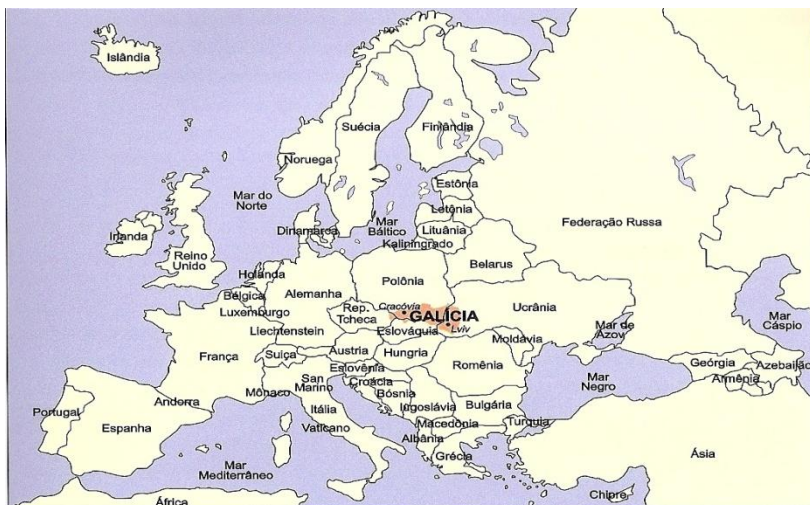 Islândia
Suécia
Finlândia
Noruega
Estônia
Mar do
Norte
Letônia
Mar
Báltico
Lituânia
Kaliningrado
Federação Russa
Irlanda
Reino
Unido
Dinamarca
Belarus
Holanda
Polônia
Bélgica
Alemanha
Luxemburgo
Rep.
Tcheca
Cracóvia
GALÍCIA
Lviv
Ucrânia
Liechtenstein
Eslováquia
Moldávia
Mar de
Azov
Mar
Cáspio
França
Suiça
Austria
Hungria
Romênia
Eslovênia
Croácia
Geórgia
Azebaijão
Armênia
Mônaco
San
Marino
Bósnia
Mar
Negro
Andorra
Portugal
Espanha
Itália
Vaticano
Iugoslávia
Bulgária
Macedônia
Turquia
Albânia
Grécia
Ásia
Mar
Mediterrâneo
África
Chipre